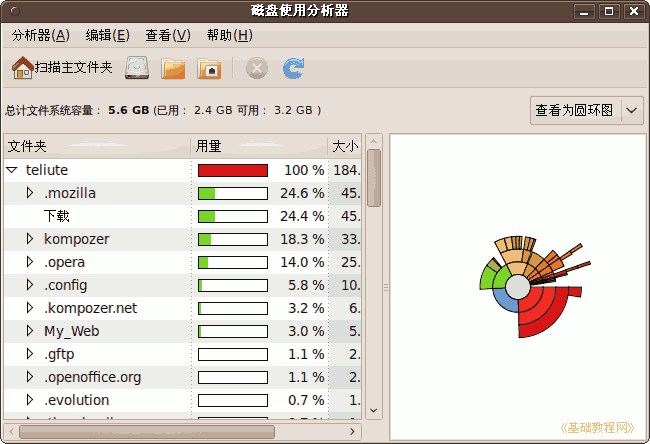 磁盘使用分析器
分析器(A) 编辑(E) 查看(V) 帮助(H)
扫描主文件夹
总计文件系统容量： 5.6 GB (已用： 2.4 GB 可用： 3.2 GB )
查看为圆环图
文件夹 用量 大小
teliute 100 % 184.
.mozilla 24.6 % 45.
下载 24.4 % 45.
kompozer 18.3 % 33.
.opera 14.0 % 25.
.config 5.8 % 10.
.kompozer.net 3.2 % 6.
My_Web 3.0 % 5.
.gftp 1.1 % 2.
.openoffice.org 1.1 % 2.
.evolution 0.7 % 1.
《基础教程网》